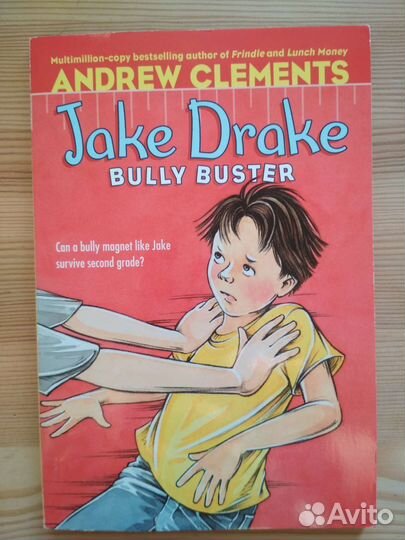 Multimillion-copy bestselling author of Frindle and Lunch Money
ANDREW CLEMENTS
Jake Drake
BULLY BUSTER
Can a bully magnet like Jake
survive second grade?
Avito